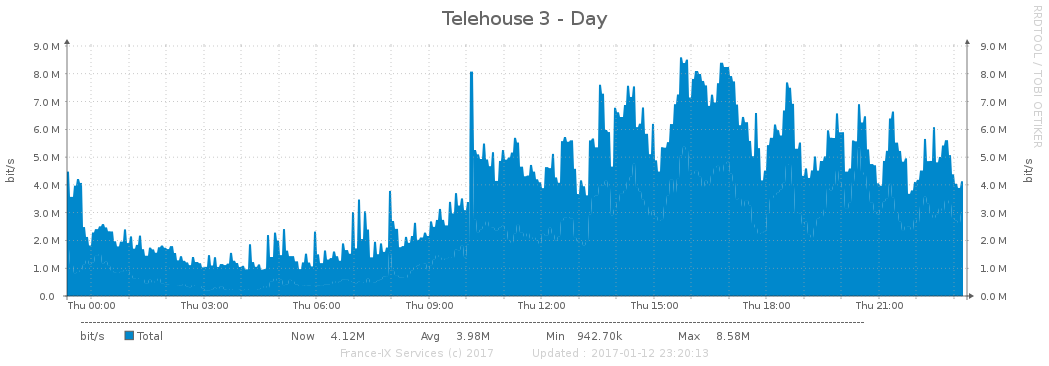 Telehouse 3 - Day
RRDTOOL / TOBI OETIKER
9.0 M 9.0 M
8.0 M 8.0 M
7.0 M 7.0 M
6.0 M 6.0 M
5.0 M 5.0 M
4.0 M 4.0 M
3.0 M 3.0 M
2.0 M 2.0 M
1.0 M 1.0 M
0.0 0.0 M
bit/s
bit/s
Thu 00:00 Thu 03:00 Thu 06:00 Thu 09:00 Thu 12:00 Thu 15:00 Thu 18:00 Thu 21:00
bit/s Total Now 4.12M Avg 3.98M Min 942.70k Max 8.58M
France-IX Services (c) 2017 Updated : 2017-01-12 23:20:13